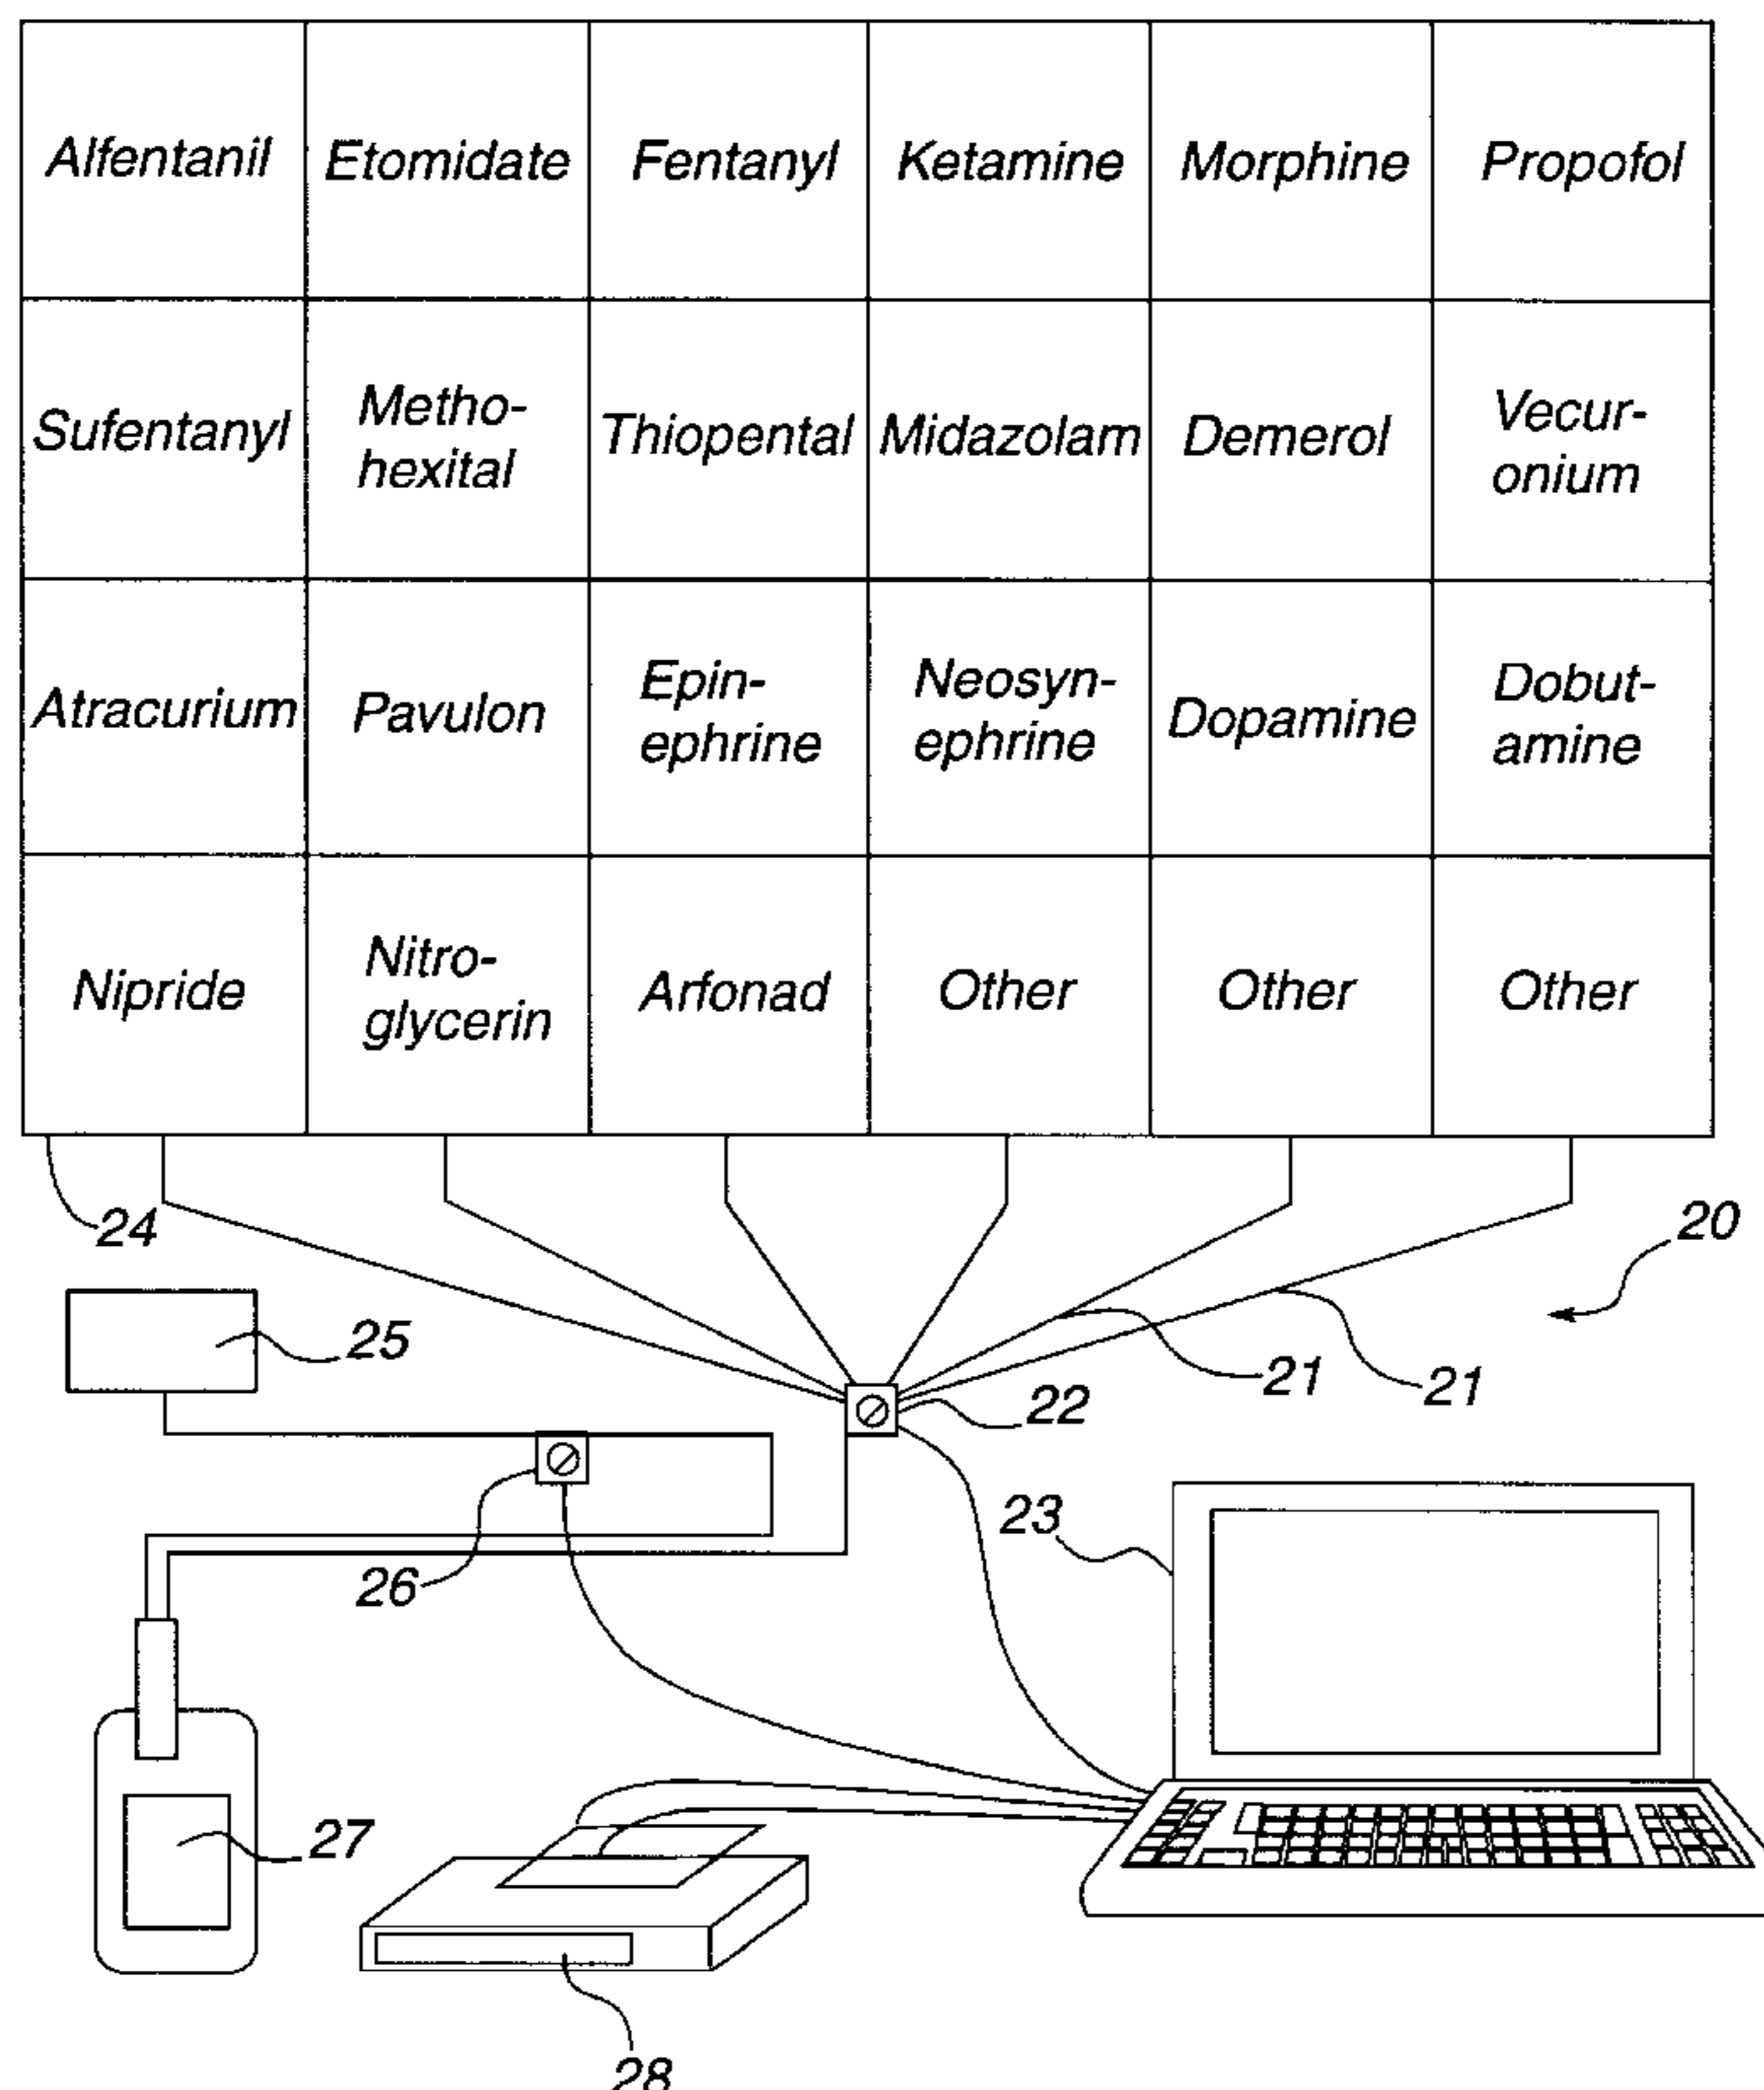 Alfentanil
Etomidate
Fentanyl
Ketamine
Morphine
Propofol
Sufentanyl
Metho-
hexital
Thiopental
Midazolam
Demerol
Vecur-
onium
Atracurium
Pavulon
Epin-
ephrine
Neosyn-
ephrine
Dopamine
Dobut-
amine
Nipride
Nitro-
glycerin
Arfonad
Other
Other
Other
24
20
25
21
21
22
23
26
27
28